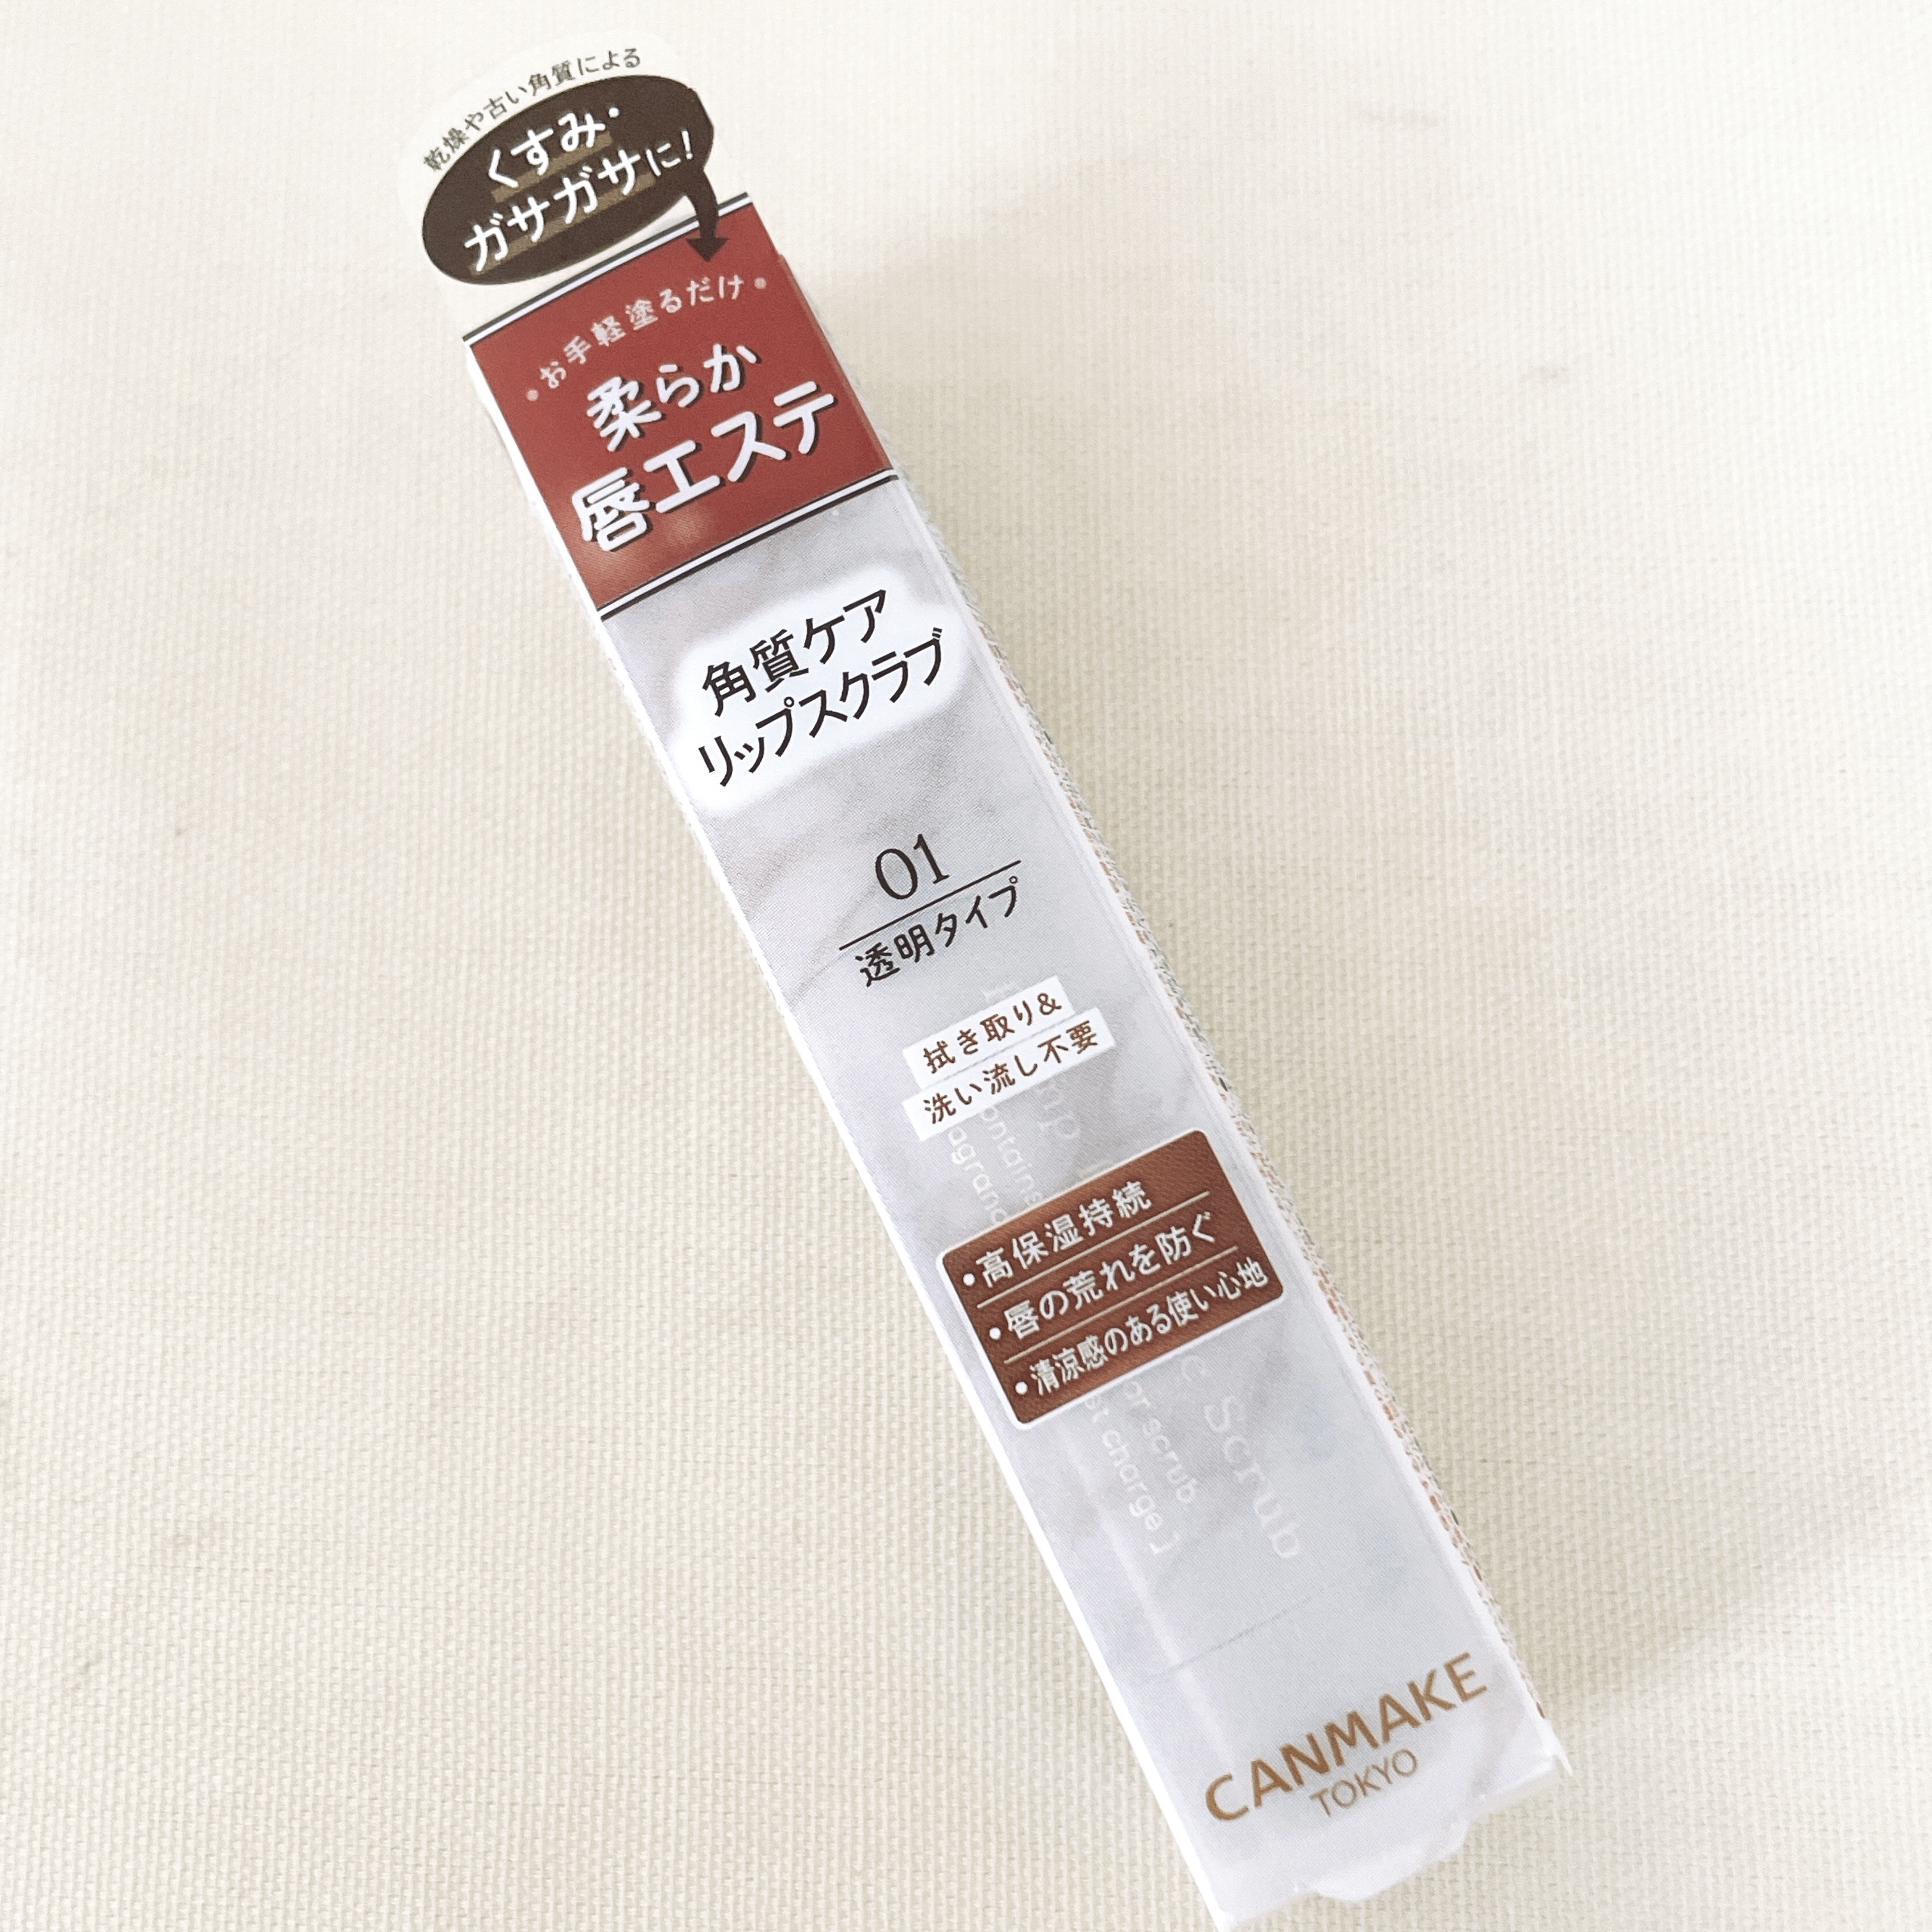 乾燥や古い角質による
くすみ・
ガサガサに!
お手軽塗るだけ
柔らか
唇エステ
角質ケア
リップスクラブ
01
透明タイプ
拭き取り&
洗い流し不要
・高保湿持続
・唇の荒れを防ぐ
・清涼感のある使い心地
Scrub
scrub
charge]
CANMAKE
TOKYO